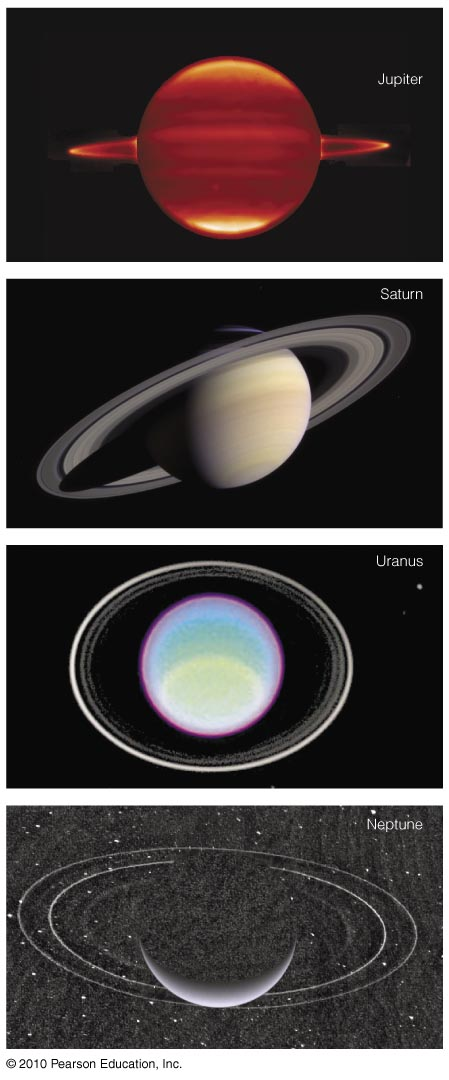 Jupiter
Saturn
Uranus
Neptune
© 2010 Pearson Education, Inc.